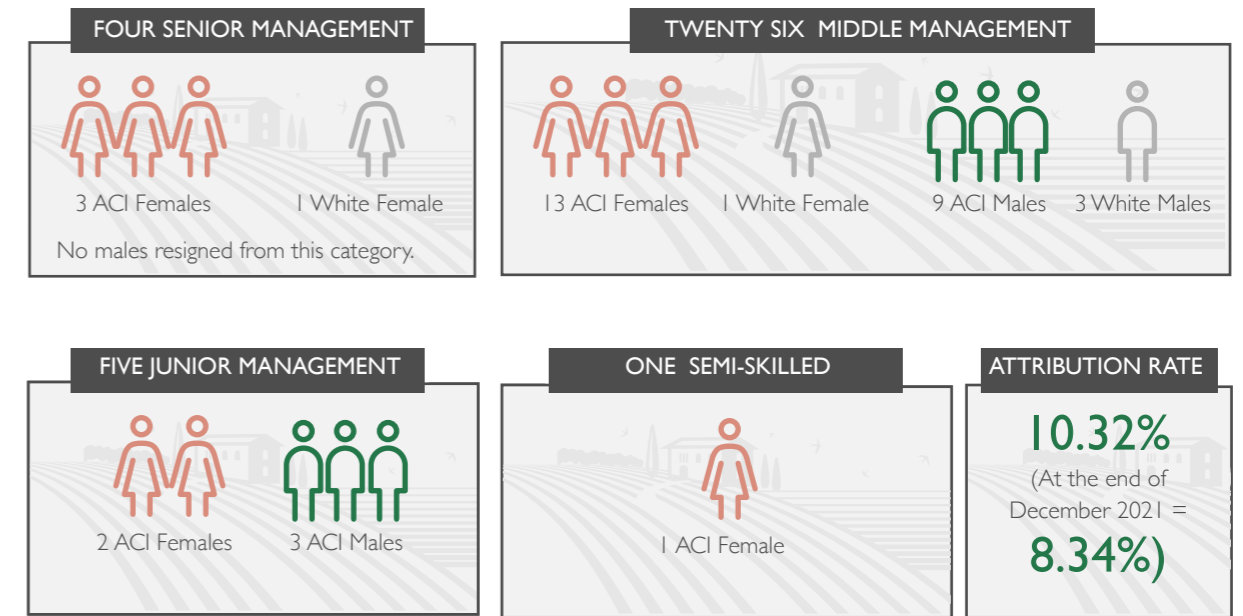 FOUR SENIOR MANAGEMENT
3 ACI Females
1 White Female
No males resigned from this category.
TWENTY SIX MIDDLE MANAGEMENT
13 ACI Females
1 White Female
9 ACI Males
3 White Males
FIVE JUNIOR MANAGEMENT
2 ACI Females
3 ACI Males
ONE SEMI-SKILLED
1 ACI Female
ATTRIBUTION RATE
10.32%
(At the end of
December 2021 =
8.34%)